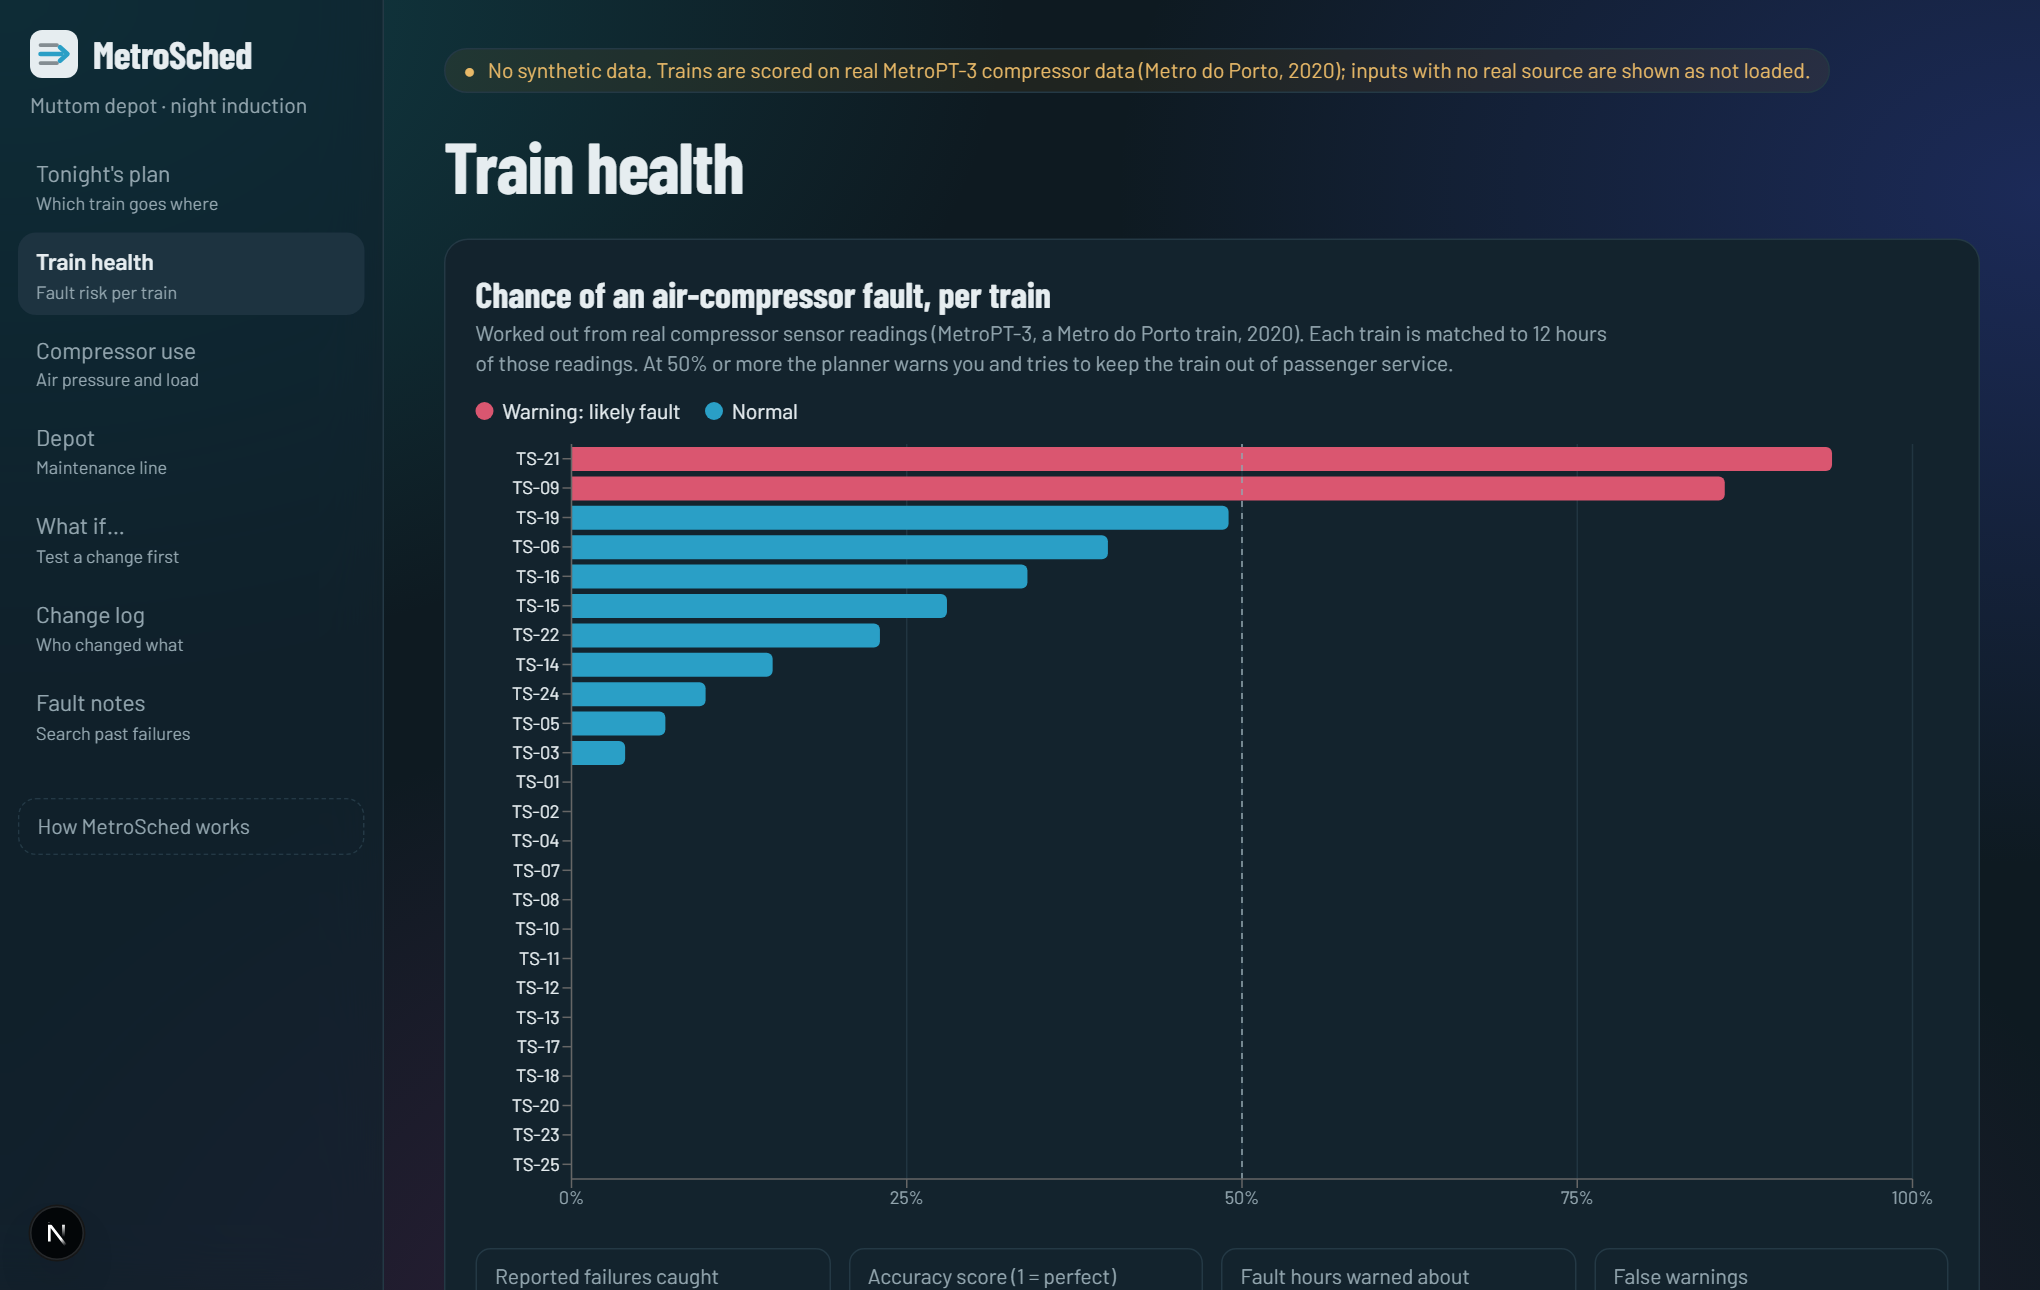 MetroSched
Muttom depot · night induction
Tonight's plan
Which train goes where
Train health
Fault risk per train
Compressor use
Air pressure and load
Depot
Maintenance line
What if...
Test a change first
Change log
Who changed what
Fault notes
Search past failures
How MetroSched works
N
No synthetic data. Trains are scored on real MetroPT-3 compressor data (Metro do Porto, 2020); inputs with no real source are shown as not loaded.
Train health
Chance of an air-compressor fault, per train
Worked out from real compressor sensor readings (MetroPT-3, a Metro do Porto train, 2020). Each train is matched to 12 hours
of those readings. At 50% or more the planner warns you and tries to keep the train out of passenger service.
Warning: likely fault Normal
TS-21
TS-09
TS-19
TS-06
TS-16
TS-15
TS-22
TS-14
TS-24
TS-05
TS-03
TS-01
TS-02
TS-04
TS-07
TS-08
TS-10
TS-11
TS-12
TS-13
TS-17
TS-18
TS-20
TS-23
TS-25
0% 25% 50% 75% 100%
Reported failures caught
Accuracy score (1 = perfect)
Fault hours warned about
False warnings